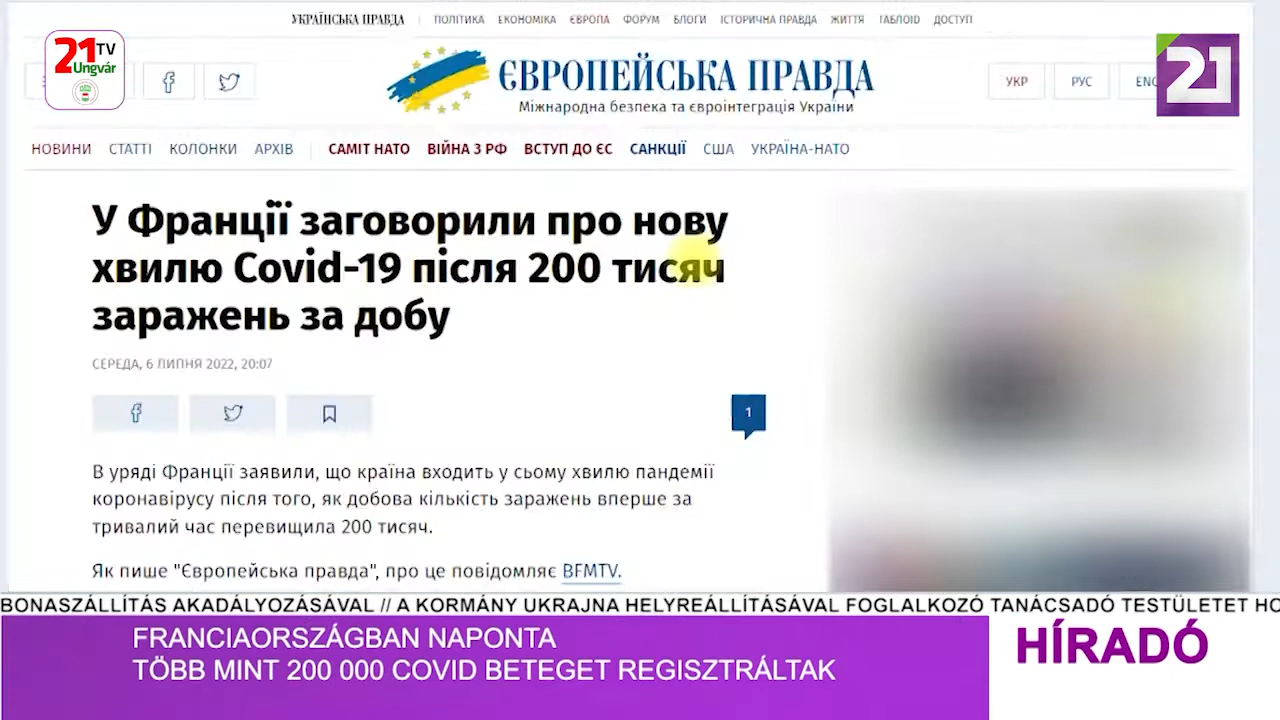 УКРАЇНСЬКА ПРАВДА ПОЛІТИКА ЕКОНОМІКА ЄВРОПА ФОРУМ БЛОГИ ІСТОРИЧНА ПРАВДА ЖИТТЯ ТАБЛОІД ДОСТУП
21 TV
Ungvár
ЄВРОПЕЙСЬКА ПРАВДА
Міжнародна безпека та євроінтеграція України
УКР РУС ENG
21
НОВИНИ СТАТТІ КОЛОНКИ АРХІВ САМІТ НАТО ВІЙНА З РФ ВСТУП ДО ЄС САНКЦІЇ США УКРАЇНА-НАТО
У Франції заговорили про нову
хвилю Covid-19 після 200 тисяч
заражень за добу
СЕРЕДА, 6 ЛИПНЯ 2022, 20:07
1
В уряді Франції заявили, що країна входить у сьому хвилю пандемії
коронавірусу після того, як добова кількість заражень вперше за
тривалий час перевищила 200 тисяч.
Як пише "Європейська правда", про це повідомляє BFMTV.
BONASZÁLLÍTÁS AKADÁLYOZÁSÁVAL // A KORMÁNY UKRAJNA HELYREÁLLÍTÁSÁVAL FOGLALKOZÓ TANÁCSADÓ TESTÜLETET HO
FRANCIAORSZÁGBAN NAPONTA
TÖBB MINT 200 000 COVID BETEGET REGISZTRÁLTAK
HÍRADÓ